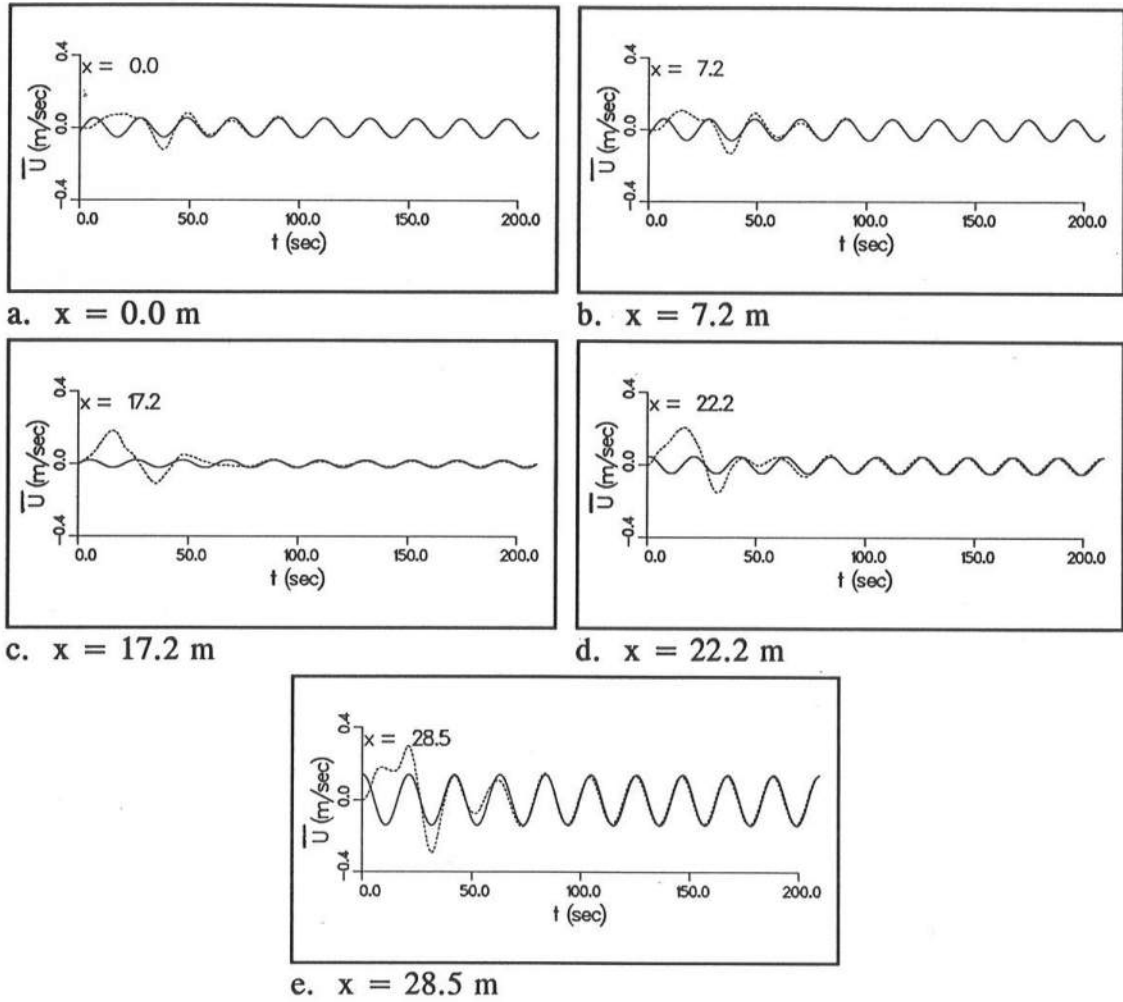 0.4
x = 0.0
0.0
U (m/sec)
-0.4
0.0 50.0 100.0 150.0 200.0
t (sec)
a. x = 0.0 m
0.4
x = 7.2
0.0
U (m/sec)
-0.4
0.0 50.0 100.0 150.0 200.0
t (sec)
b. x = 7.2 m
0.4
x = 17.2
0.0
U (m/sec)
-0.4
0.0 50.0 100.0 150.0 200.0
t (sec)
c. x = 17.2 m
0.4
x = 22.2
0.0
U (m/sec)
-0.4
0.0 50.0 100.0 150.0 200.0
t (sec)
d. x = 22.2 m
0.4
x = 28.5
0.0
U (m/sec)
-0.4
0.0 50.0 100.0 150.0 200.0
t (sec)
e. x = 28.5 m